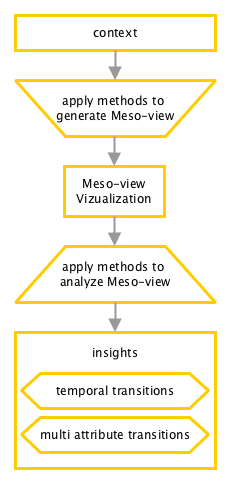 context
apply methods to
generate Meso-view
Meso-view
Vizualization
apply methods to
analyze Meso-view
insights
temporal transitions
multi attribute transitions